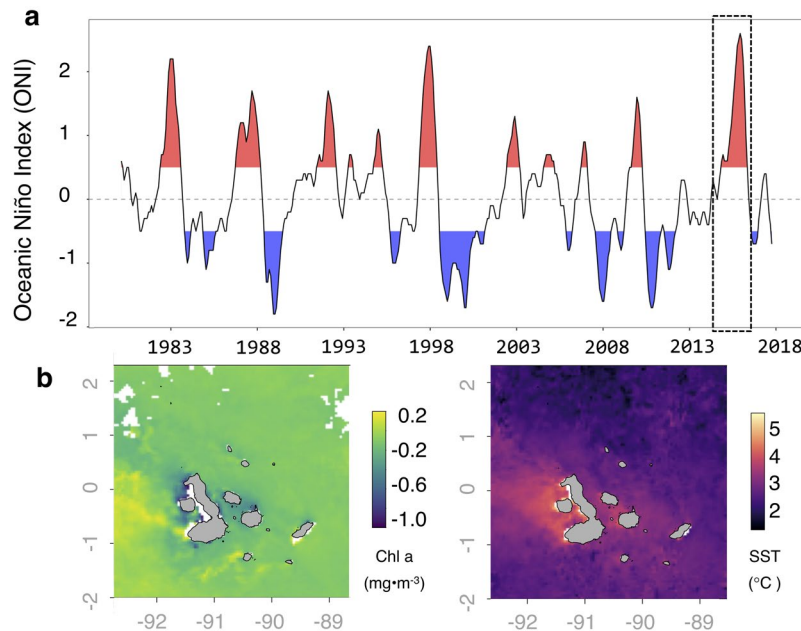 a
Oceanic Niño Index (ONI)
2
1
0
-1
-2
1983 1988 1993 1998 2003 2008 2013 2018
b
2
1
0
-1
-2
-92 -91 -90 -89
0.2
-0.2
-0.6
-1.0
Chl a
(mg•m-3)
2
1
0
-1
-2
-92 -91 -90 -89
5
4
3
2
SST
(°C )